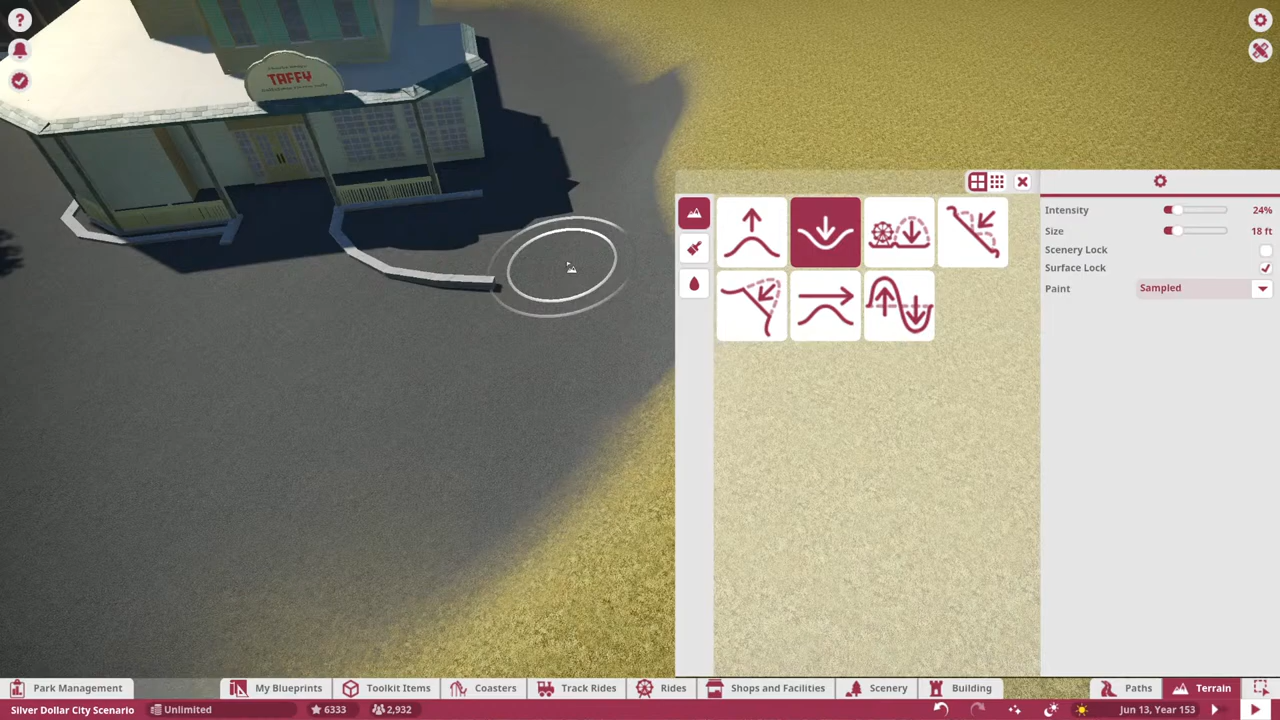 ?
TAFFY
Intensity 24%
Size 18 ft
Scenery Lock
Surface Lock
Paint Sampled
Park Management My Blueprints Toolkit Items Coasters Track Rides Rides Shops and Facilities Scenery Building Paths Terrain
Silver Dollar City Scenario Unlimited 6333 2,932 Jun 13, Year 153